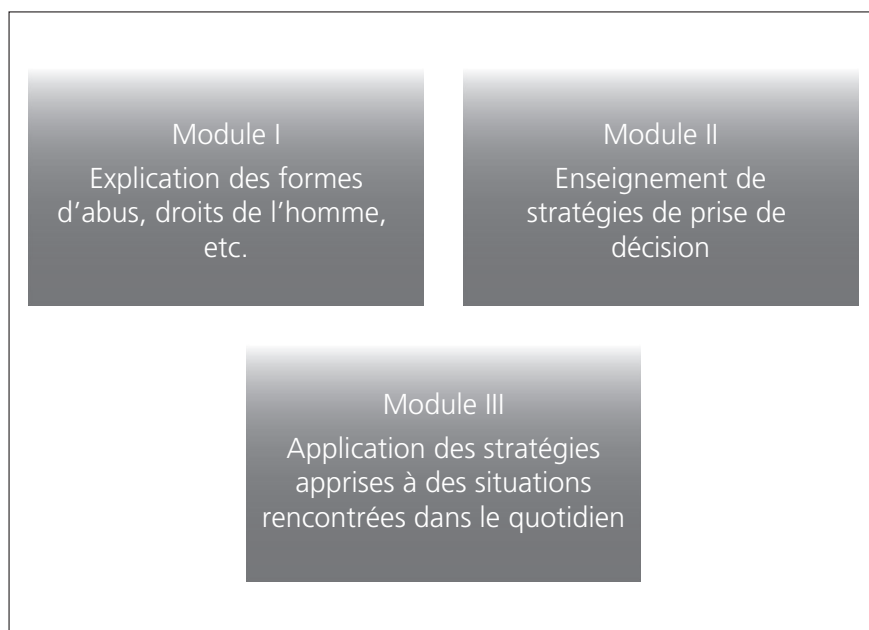 Module I
Explication des formes
d’abus, droits de l’homme,
etc.
Module II
Enseignement de
stratégies de prise de
décision
Module III
Application des stratégies
apprises à des situations
rencontrées dans le quotidien